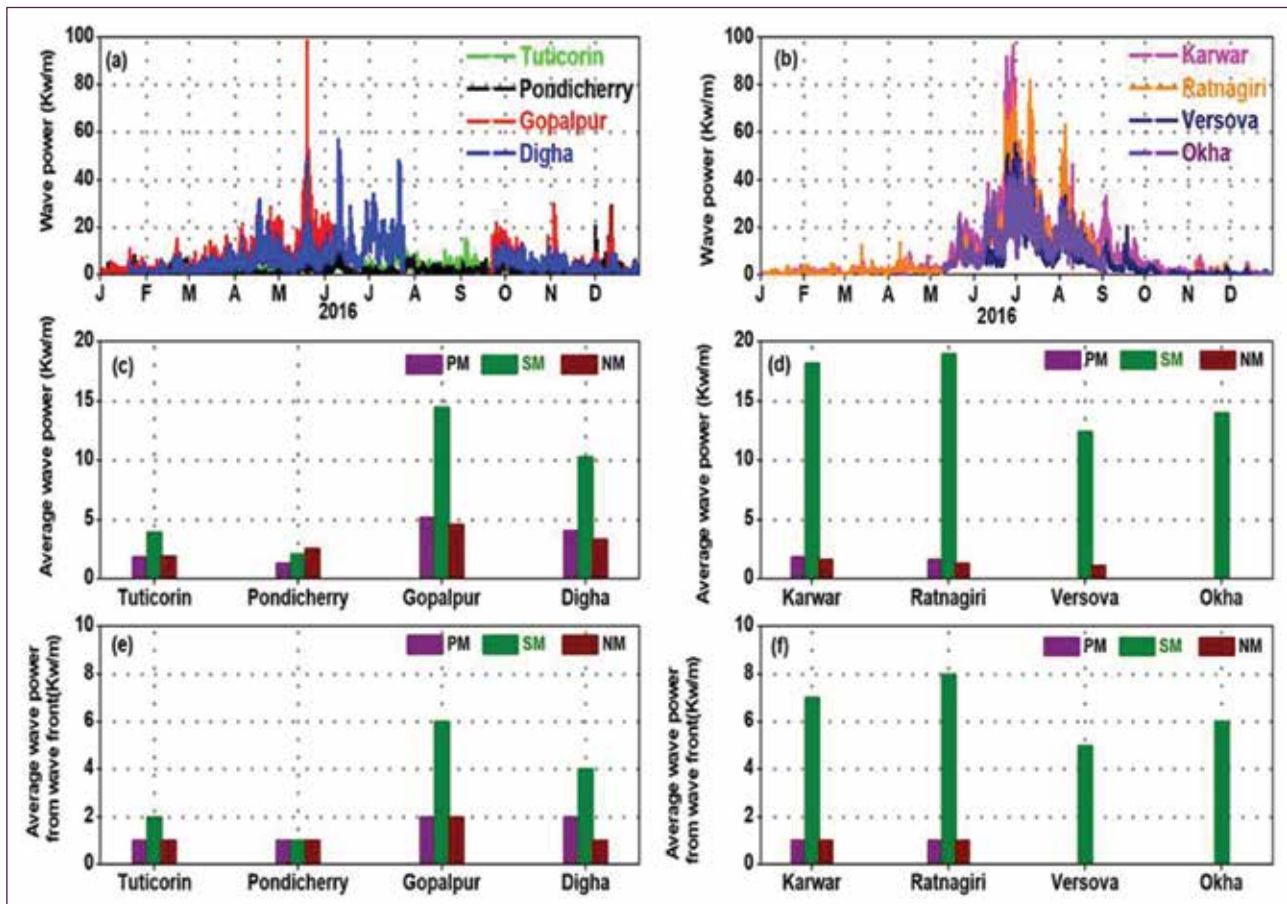 (a)
Wave power (Kw/m)
100
80
60
40
20
0
Tuticorin
Pondicherry
Gopalpur
Digha
J F M A M J J A S O N D
2016
(b)
Wave power (Kw/m)
100
80
60
40
20
0
Karwar
Ratnagiri
Versova
Okha
J F M A M J J A S O N D
2016
(c)
Average wave power (Kw/m)
20
15
10
5
0
PM SM NM
Tuticorin Pondicherry Gopalpur Digha
(d)
Average wave power (Kw/m)
20
15
10
5
0
PM SM NM
Karwar Ratnagiri Versova Okha
(e)
Average wave power
from wave front(Kw/m)
10
8
6
4
2
0
PM SM NM
Tuticorin Pondicherry Gopalpur Digha
(f)
Average wave power
from wave front(Kw/m)
10
8
6
4
2
0
PM SM NM
Karwar Ratnagiri Versova Okha